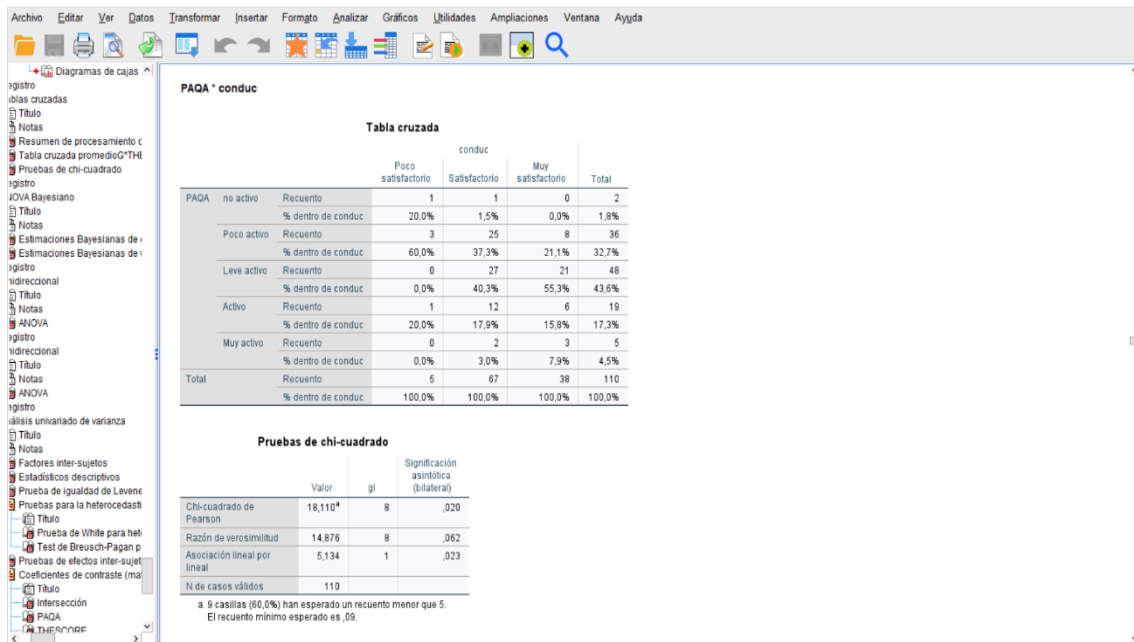 Archivo Editar Ver Datos Transformar Insertar Formato Analizar Gráficos Utilidades Ampliaciones Ventana Ayuda
Diagramas de cajas
egistro
blas cruzadas
Título
Notas
Resumen de procesamiento c
Tabla cruzada promedioG*THE
Pruebas de chi-cuadrado
egistro
IOVA Bayesiano
Título
Notas
Estimaciones Bayesianas de
Estimaciones Bayesianas de v
egistro
nidireccional
Título
Notas
ANOVA
egistro
nidireccional
Título
Notas
ANOVA
egistro
álisis univariado de varianza
Título
Notas
Factores inter-sujetos
Estadísticos descriptivos
Prueba de igualdad de Levene
Pruebas para la heterocedasti
Título
Prueba de White para hete
Test de Breusch-Pagan p
Pruebas de efectos inter-sujet
Coeficientes de contraste (mat
Título
Intersección
PAQA
THESCORE
PAQA * conduc
Tabla cruzada
conduc
Poco satisfactorio Satisfactorio Muy satisfactorio Total
PAQA no activo Recuento 1 1 0 2
% dentro de conduc 20,0% 1,5% 0,0% 1,8%
Poco activo Recuento 3 25 8 36
% dentro de conduc 60,0% 37,3% 21,1% 32,7%
Leve activo Recuento 0 27 21 48
% dentro de conduc 0,0% 40,3% 55,3% 43,6%
Activo Recuento 1 12 6 19
% dentro de conduc 20,0% 17,9% 15,8% 17,3%
Muy activo Recuento 0 2 3 5
% dentro de conduc 0,0% 3,0% 7,9% 4,5%
Total Recuento 5 67 38 110
% dentro de conduc 100,0% 100,0% 100,0% 100,0%
Pruebas de chi-cuadrado
Valor gl Significación asintótica (bilateral)
Chi-cuadrado de Pearson 18,110a 8 ,020
Razón de verosimilitud 14,876 8 ,062
Asociación lineal por lineal 5,134 1 ,023
N de casos válidos 110
a. 9 casillas (60,0%) han esperado un recuento menor que 5.
El recuento mínimo esperado es ,09.